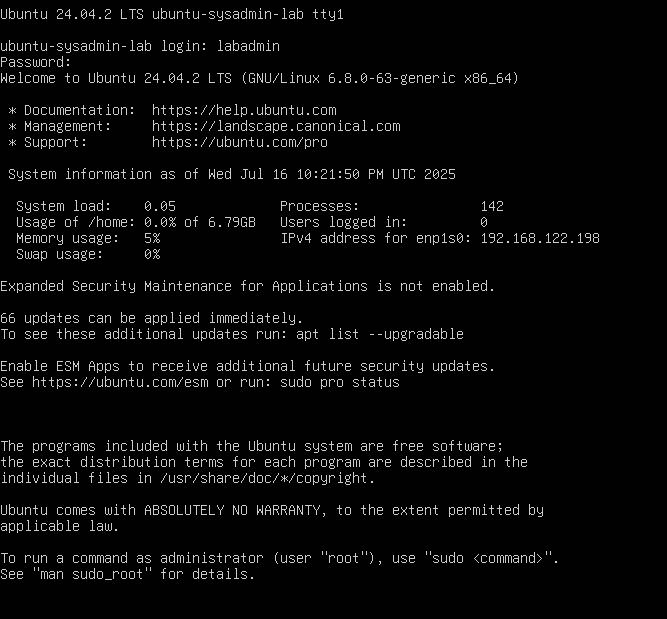 Ubuntu 24.04.2 LTS ubuntu-sysadmin-lab tty1
ubuntu-sysadmin-lab login: labadmin
Password:
Welcome to Ubuntu 24.04.2 LTS (GNU/Linux 6.8.0-63-generic x86_64)
* Documentation:  https://help.ubuntu.com
* Management:     https://landscape.canonical.com
* Support:        https://ubuntu.com/pro
System information as of Wed Jul 16 10:21:50 PM UTC 2025
System load:    0.05             Processes:               142
Usage of /home: 0.0% of 6.79GB   Users logged in:         0
Memory usage:   5%               IPv4 address for enp1s0: 192.168.122.198
Swap usage:     0%
Expanded Security Maintenance for Applications is not enabled.
66 updates can be applied immediately.
To see these additional updates run: apt list --upgradable
Enable ESM Apps to receive additional future security updates.
See https://ubuntu.com/esm or run: sudo pro status
The programs included with the Ubuntu system are free software;
the exact distribution terms for each program are described in the
individual files in /usr/share/doc/*/copyright.
Ubuntu comes with ABSOLUTELY NO WARRANTY, to the extent permitted by
applicable law.
To run a command as administrator (user "root"), use "sudo <command>".
See "man sudo_root" for details.